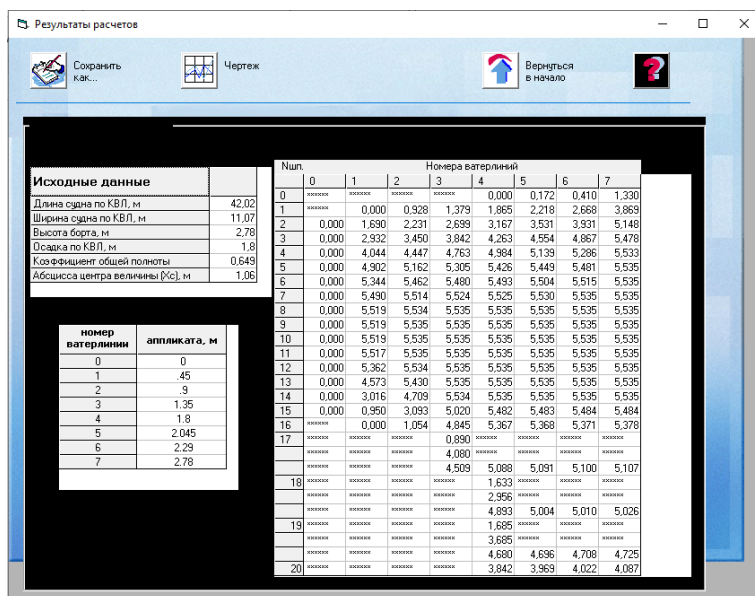 Результаты расчетов
Сохранить как...
Чертеж
Вернуться в начало
?
Исходные данные
Длина судна по КВЛ, м 42,02
Ширина судна по КВЛ, м 11,07
Высота борта, м 2,78
Осадка по КВЛ, м 1,8
Коэффициент общей полноты 0,649
Абсцисса центра величины (Xc), м 1,06
номер ватерлинии аппликата, м
0 0
1 .45
2 .9
3 1.35
4 1.8
5 2.045
6 2.29
7 2.78
Nшп. Номера ватерлиний
0 1 2 3 4 5 6 7
0 xxxxxx xxxxxx xxxxxx xxxxxx 0,000 0,172 0,410 1,330
1 xxxxxx 0,000 0,928 1,379 1,865 2,218 2,668 3,869
2 0,000 1,690 2,231 2,699 3,167 3,531 3,931 5,148
3 0,000 2,932 3,450 3,842 4,263 4,554 4,867 5,478
4 0,000 4,044 4,447 4,763 4,984 5,139 5,286 5,533
5 0,000 4,902 5,162 5,305 5,426 5,449 5,481 5,535
6 0,000 5,344 5,462 5,480 5,493 5,504 5,515 5,535
7 0,000 5,490 5,514 5,524 5,525 5,530 5,535 5,535
8 0,000 5,519 5,534 5,535 5,535 5,535 5,535 5,535
9 0,000 5,519 5,535 5,535 5,535 5,535 5,535 5,535
10 0,000 5,519 5,535 5,535 5,535 5,535 5,535 5,535
11 0,000 5,517 5,535 5,535 5,535 5,535 5,535 5,535
12 0,000 5,362 5,534 5,535 5,535 5,535 5,535 5,535
13 0,000 4,573 5,430 5,535 5,535 5,535 5,535 5,535
14 0,000 3,016 4,709 5,534 5,535 5,535 5,535 5,535
15 0,000 0,950 3,093 5,020 5,482 5,483 5,484 5,484
16 xxxxxx 0,000 1,054 4,845 5,367 5,368 5,371 5,378
17 xxxxxx xxxxxx xxxxxx 0,890 xxxxxx xxxxxx xxxxxx xxxxxx
xxxxxx xxxxxx xxxxxx 4,080 xxxxxx xxxxxx xxxxxx xxxxxx
xxxxxx xxxxxx xxxxxx 4,509 5,088 5,091 5,100 5,107
18 xxxxxx xxxxxx xxxxxx xxxxxx 1,633 xxxxxx xxxxxx xxxxxx
xxxxxx xxxxxx xxxxxx xxxxxx 2,956 xxxxxx xxxxxx xxxxxx
xxxxxx xxxxxx xxxxxx xxxxxx 4,893 5,004 5,010 5,026
19 xxxxxx xxxxxx xxxxxx xxxxxx 1,685 xxxxxx xxxxxx xxxxxx
xxxxxx xxxxxx xxxxxx xxxxxx 3,685 xxxxxx xxxxxx xxxxxx
xxxxxx xxxxxx xxxxxx xxxxxx 4,680 4,696 4,708 4,725
20 xxxxxx xxxxxx xxxxxx xxxxxx 3,842 3,969 4,022 4,087